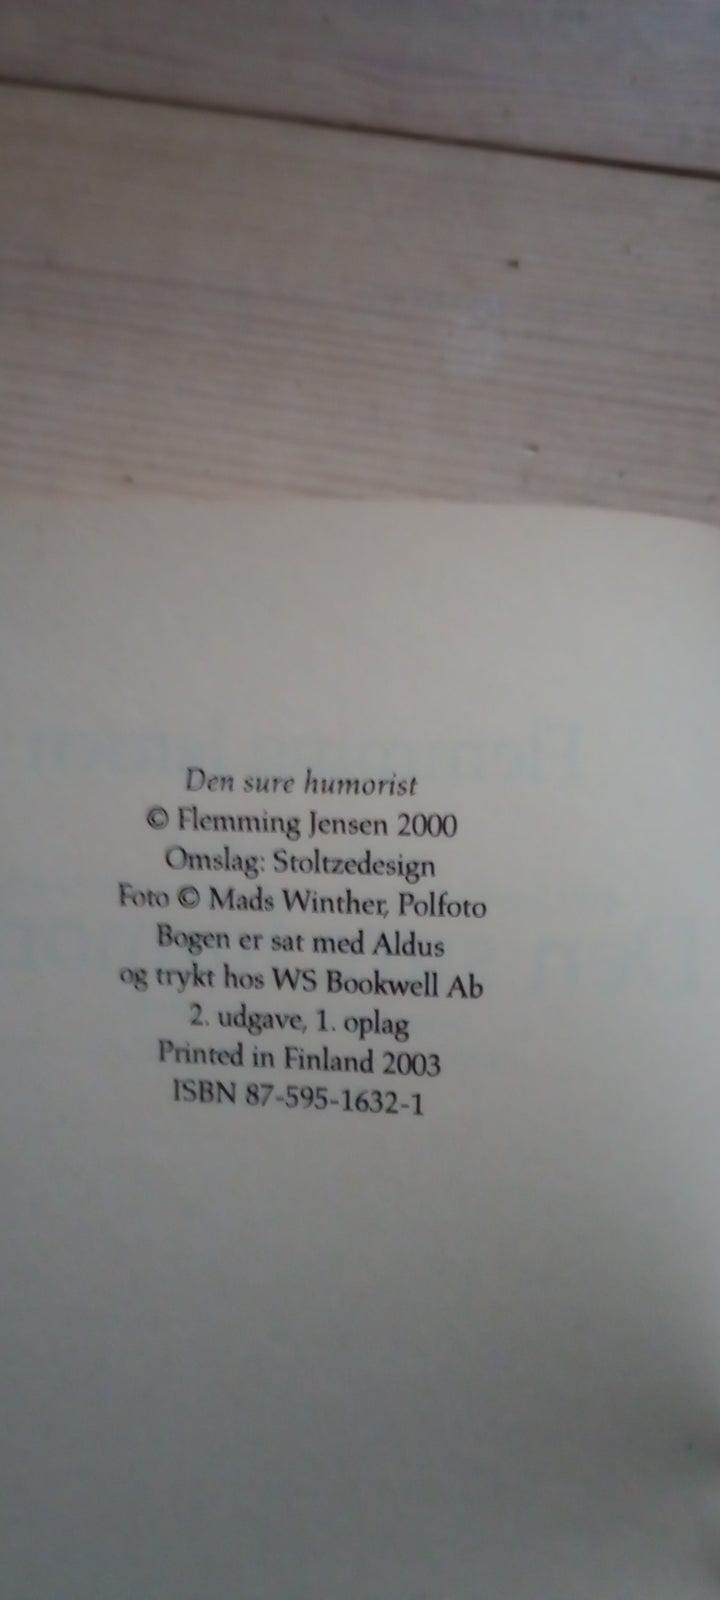 Den sure humorist
© Flemming Jensen 2000
Omslag: Stoltzedesign
Foto © Mads Winther, Polfoto
Bogen er sat med Aldus
og trykt hos WS Bookwell Ab
2. udgave, 1. oplag
Printed in Finland 2003
ISBN 87-595-1632-1